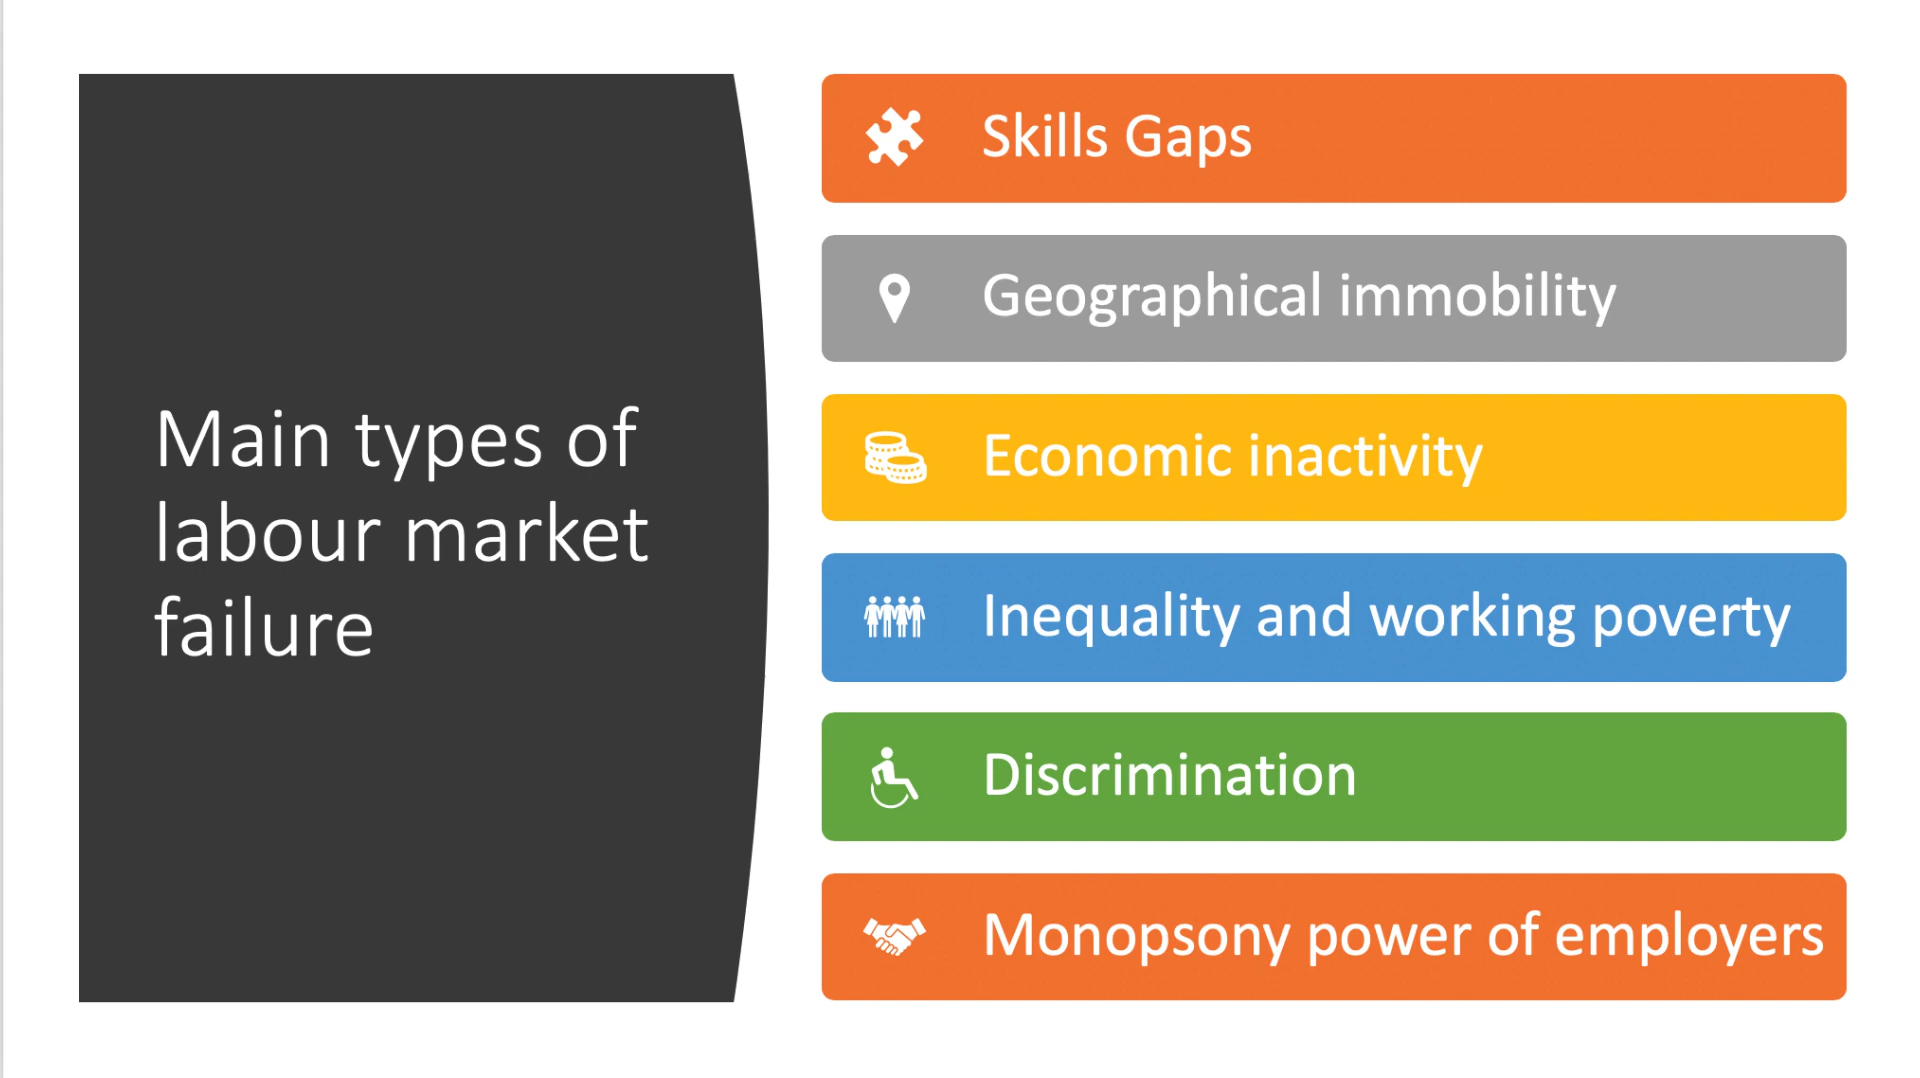 Main types of
labour market
failure
Skills Gaps
Geographical immobility
Economic inactivity
Inequality and working poverty
Discrimination
Monopsony power of employers